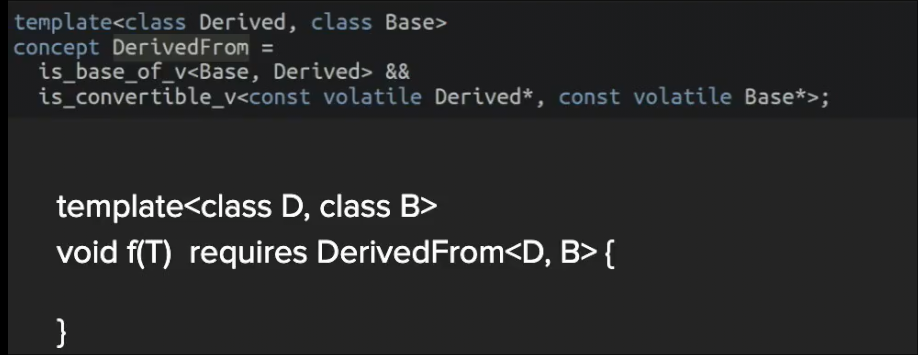 template<class Derived, class Base>
concept DerivedFrom =
is_base_of_v<Base, Derived> &&
is_convertible_v<const volatile Derived*, const volatile Base*>;
template<class D, class B>
void f(T) requires DerivedFrom<D, B> {
}